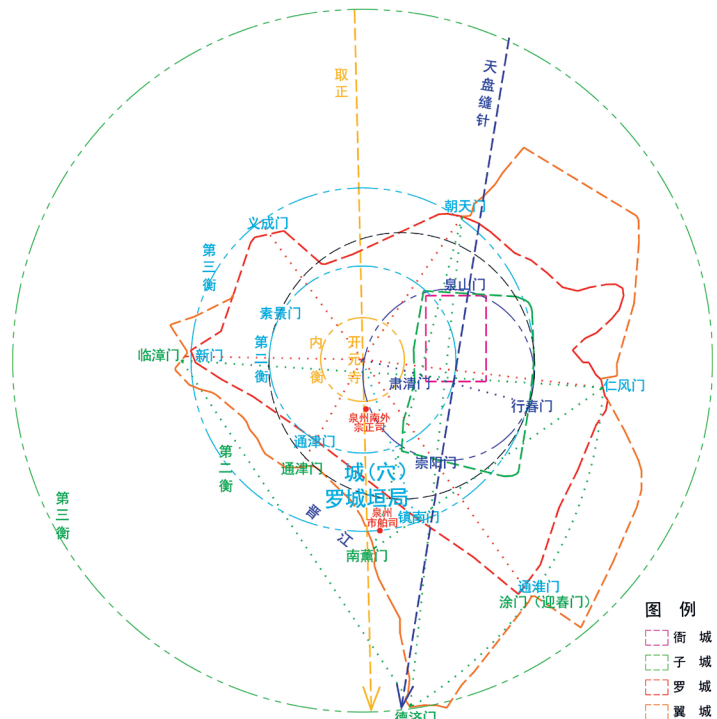 取正
天盘缝针
朝天门
义成门
第三衡
泉山门
素景门
内衡
开元寺
第二衡
临漳门
新门
肃清门
仁风门
行春门
泉州南外
宗正司
通津门
崇阳门
通津门
第二衡
城(穴)
罗城垣局
第三衡
晋江
泉州
市舶司
镇南门
南薰门
通淮门
涂门(迎春门)
德济门
图 例
衙 城
子 城
罗 城
翼 城